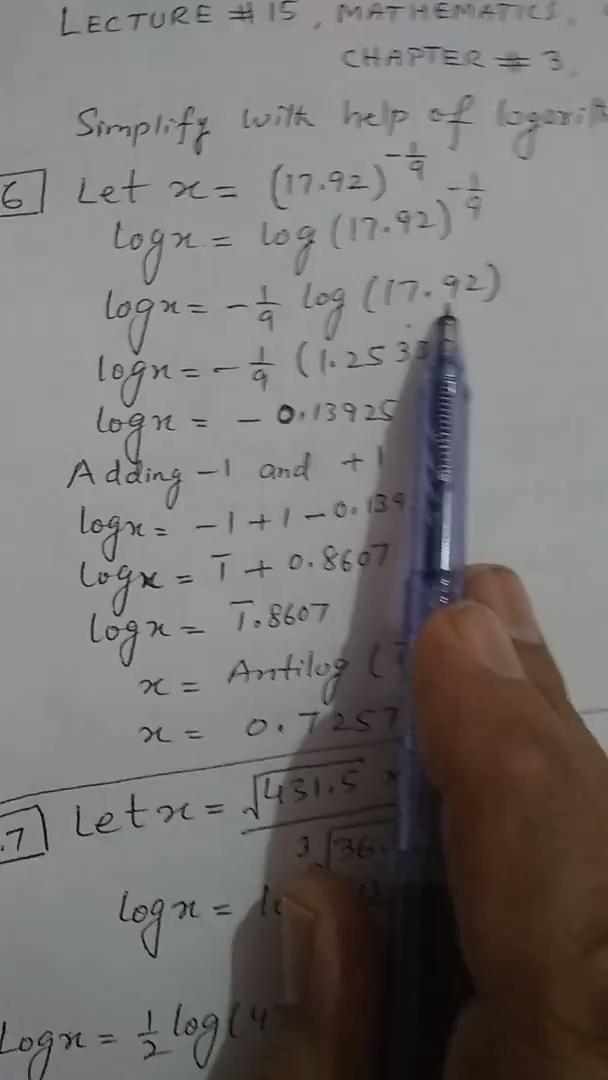 LECTURE # 15, MATHEMATICS.
CHAPTER # 3.
Simplify with help of
6 Let x = (17.92)^-1/9
log x = log (17.92)^-1/9
log x = -1/9 log (17.92)
log x = -1/9 (1.253
log x = - 0.13925
Adding -1 and +1
log x = -1+1-0.139
log x = 1̅ + 0.8607
log x = 1̅.8607
x = Antilog (
x = 0.7257
.7 Let x = √431.5 ×
3√36.
log x =
Log x = 1/2 log (4